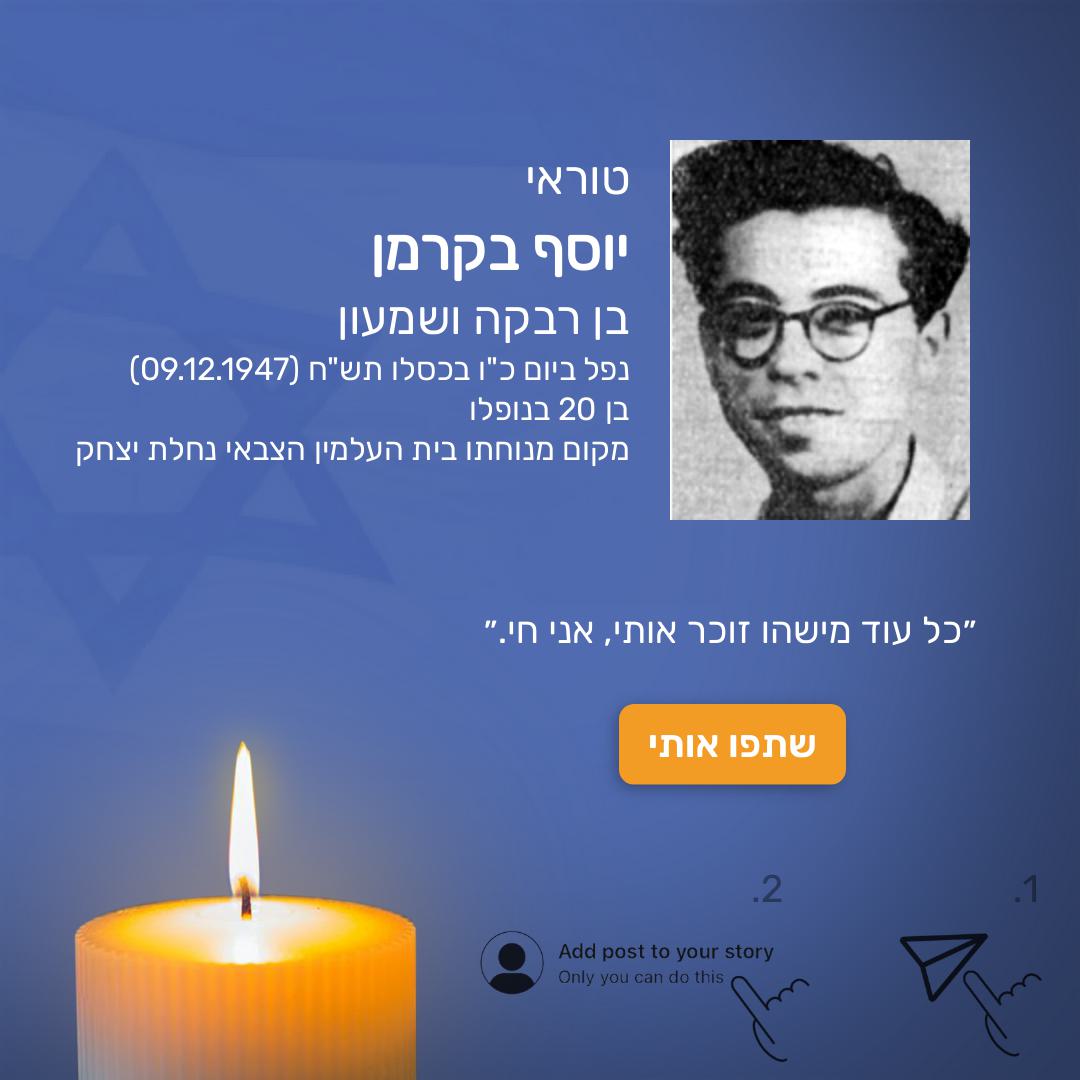 טוראי
יוסף בקרמן
בן רבקה ושמעון
נפל ביום כ"ו בכסלו תש"ח (09.12.1947)
בן 20 בנופלו
מקום מנוחתו בית העלמין הצבאי נחלת יצחק
״כל עוד מישהו זוכר אותי, אני חי.״
שתפו אותי
.1
.2
Add post to your story
Only you can do this